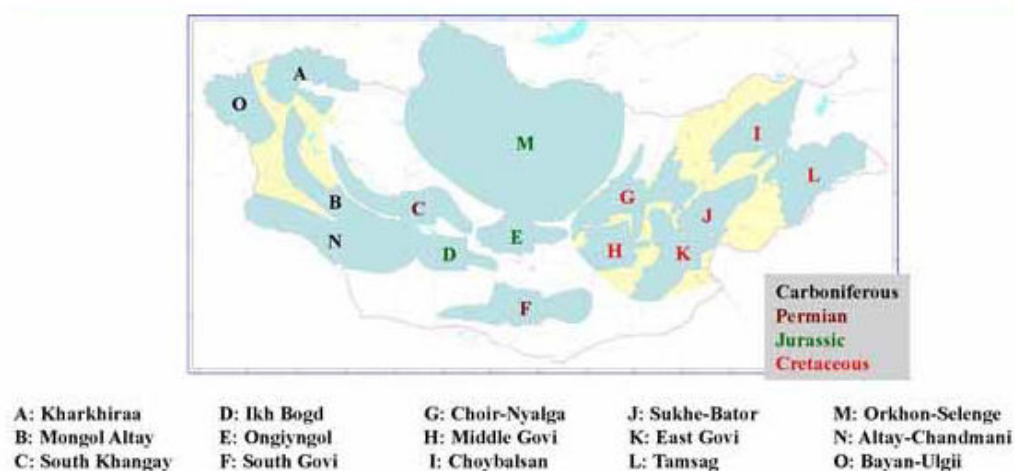 A
O
M
I
L
B
C
G
J
N
D
E
H
K
F
Carboniferous
Permian
Jurassic
Cretaceous
A: Kharkhiraa D: Ikh Bogd G: Choir-Nyalga J: Sukhe-Bator M: Orkhon-Selenge
B: Mongol Altay E: Ongiyngol H: Middle Govi K: East Govi N: Altay-Chandmani
C: South Khangay F: South Govi I: Choybalsan L: Tamsag O: Bayan-Ulgii